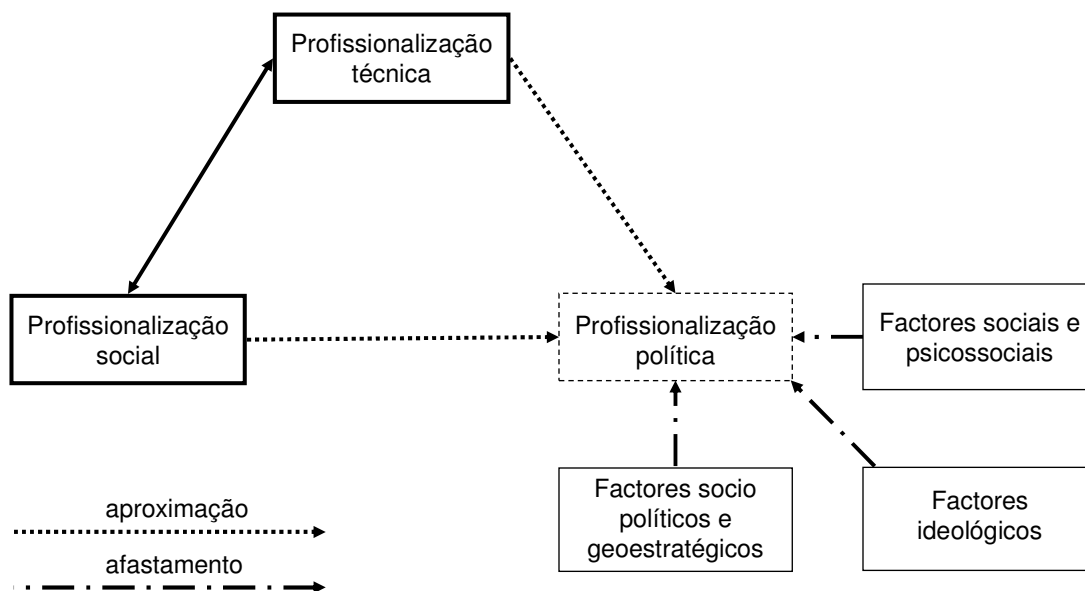 Profissionalização
técnica
Profissionalização
social
Profissionalização
política
Factores sociais e
psicossociais
Factores socio
políticos e
geoestratégicos
Factores
ideológicos
aproximação
afastamento